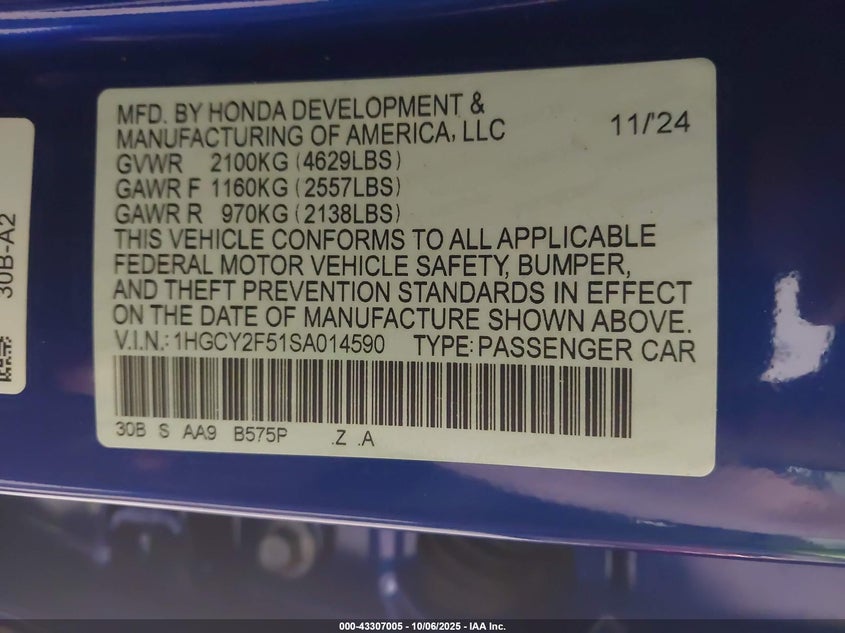 MFD. BY HONDA DEVELOPMENT &
MANUFACTURING OF AMERICA, LLC 11/'24
GVWR 2100KG (4629LBS)
GAWR F 1160KG (2557LBS)
GAWR R 970KG (2138LBS)
THIS VEHICLE CONFORMS TO ALL APPLICABLE
FEDERAL MOTOR VEHICLE SAFETY, BUMPER,
AND THEFT PREVENTION STANDARDS IN EFFECT
ON THE DATE OF MANUFACTURE SHOWN ABOVE.
V.I.N.: 1HGCY2F51SA014590 TYPE: PASSENGER CAR
30B S AA9 B575P .Z .A
30B-A2
000-43307005 - 10/06/2025 - IAA Inc.